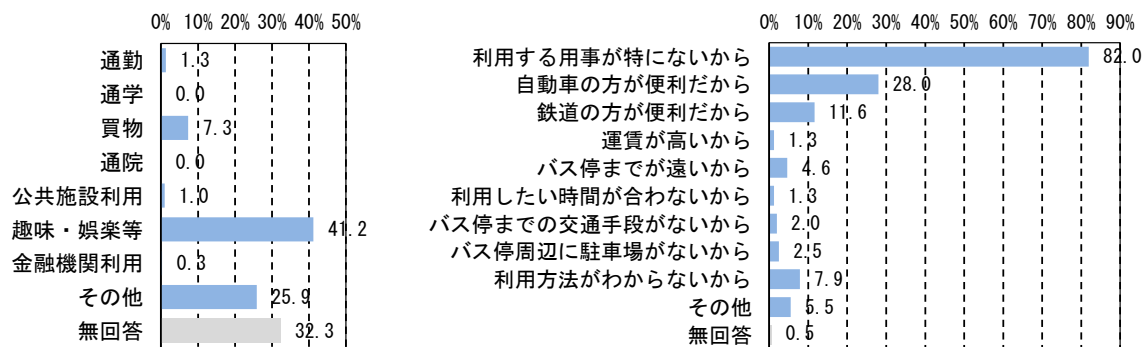 0% 10% 20% 30% 40% 50%
通勤 1.3
通学 0.0
買物 7.3
通院 0.0
公共施設利用 1.0
趣味・娯楽等 41.2
金融機関利用 0.3
その他 25.9
無回答 32.3
0% 10% 20% 30% 40% 50% 60% 70% 80% 90%
利用する用事が特にないから 82.0
自動車の方が便利だから 28.0
鉄道の方が便利だから 11.6
運賃が高いから 1.3
バス停までが遠いから 4.6
利用したい時間が合わないから 1.3
バス停までの交通手段がないから 2.0
バス停周辺に駐車場がないから 2.5
利用方法がわからないから 7.9
その他 5.5
無回答 0.5